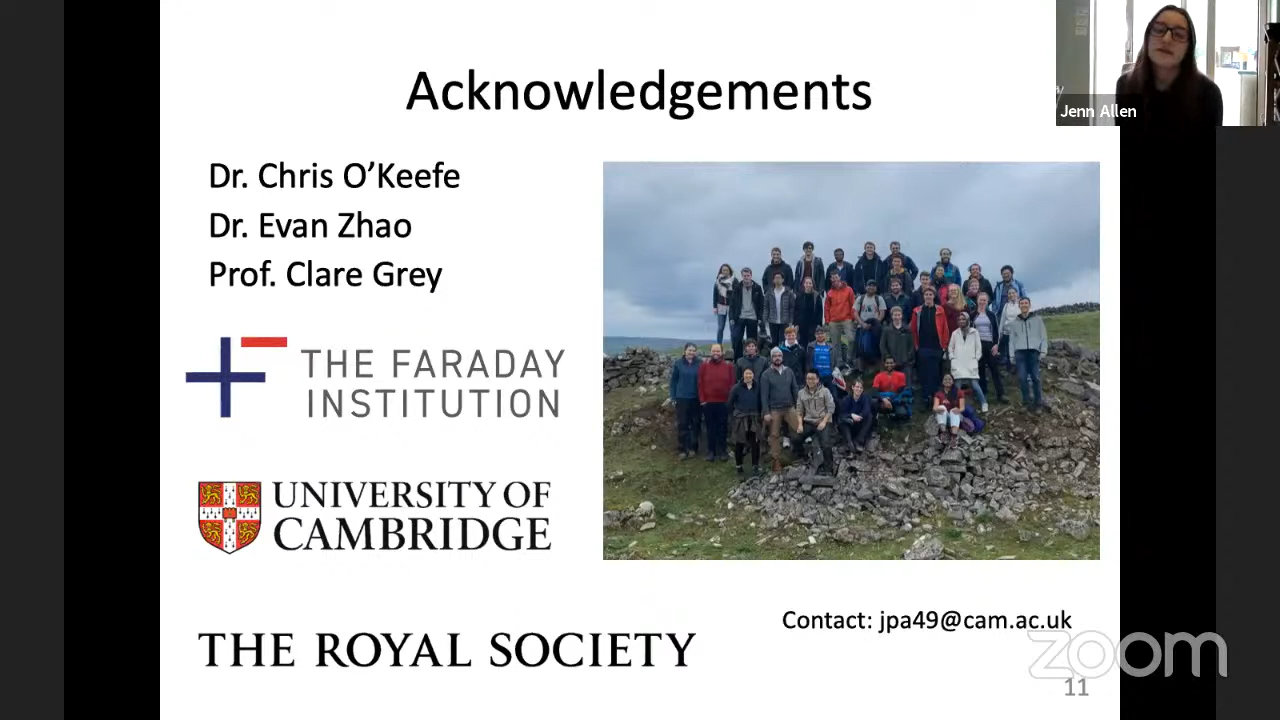 Acknowledgements
Jenn Allen
Dr. Chris O’Keefe
Dr. Evan Zhao
Prof. Clare Grey
THE FARADAY
INSTITUTION
UNIVERSITY OF
CAMBRIDGE
THE ROYAL SOCIETY
Contact: jpa49@cam.ac.uk
zoom
11